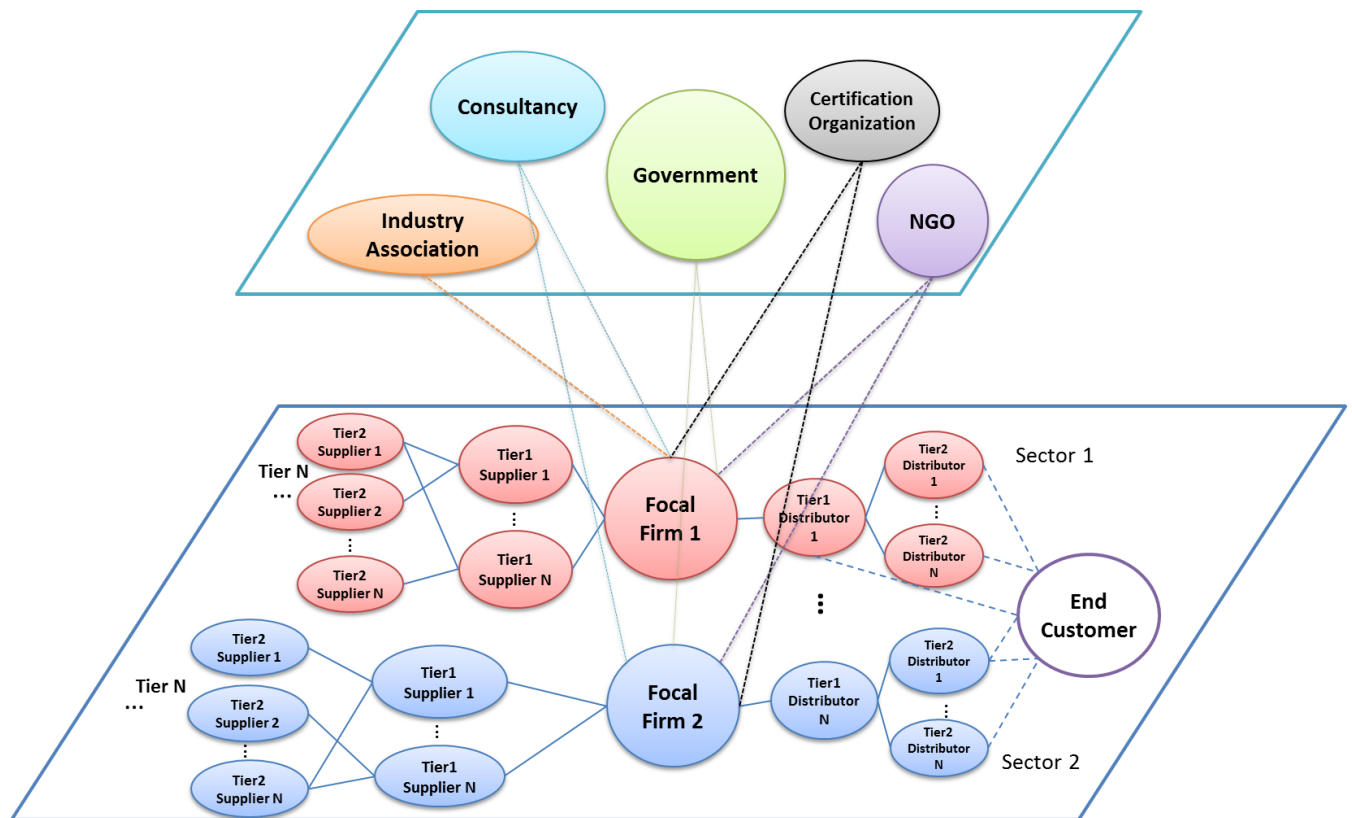 Consultancy
Government
Certification
Organization
Industry
Association
NGO
Tier2
Supplier 1
Tier N
...
Tier2
Supplier 2
...
Tier2
Supplier N
Tier1
Supplier 1
...
Tier1
Supplier N
Focal
Firm 1
Tier1
Distributor
1
Tier2
Distributor
1
...
Tier2
Distributor
N
Sector 1
...
End
Customer
Tier2
Supplier 1
Tier N
...
Tier2
Supplier 2
...
Tier2
Supplier N
Tier1
Supplier 1
...
Tier1
Supplier N
Focal
Firm 2
Tier1
Distributor
N
Tier2
Distributor
1
...
Tier2
Distributor
N
Sector 2